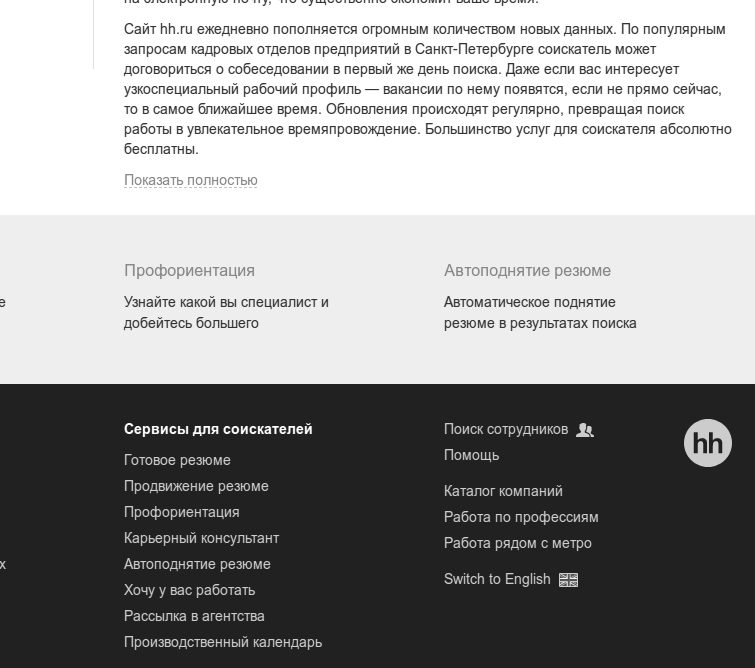 Сайт hh.ru ежедневно пополняется огромным количеством новых данных. По популярным
запросам кадровых отделов предприятий в Санкт-Петербурге соискатель может
договориться о собеседовании в первый же день поиска. Даже если вас интересует
узкоспециальный рабочий профиль — вакансии по нему появятся, если не прямо сейчас,
то в самое ближайшее время. Обновления происходят регулярно, превращая поиск
работы в увлекательное времяпровождение. Большинство услуг для соискателя абсолютно
бесплатны.
Показать полностью
Профориентация
Узнайте какой вы специалист и
добейтесь большего
Автоподнятие резюме
Автоматическое поднятие
резюме в результатах поиска
Сервисы для соискателей
Готовое резюме
Продвижение резюме
Профориентация
Карьерный консультант
Автоподнятие резюме
Хочу у вас работать
Рассылка в агентства
Производственный календарь
Поиск сотрудников
Помощь
Каталог компаний
Работа по профессиям
Работа рядом с метро
Switch to English
hh